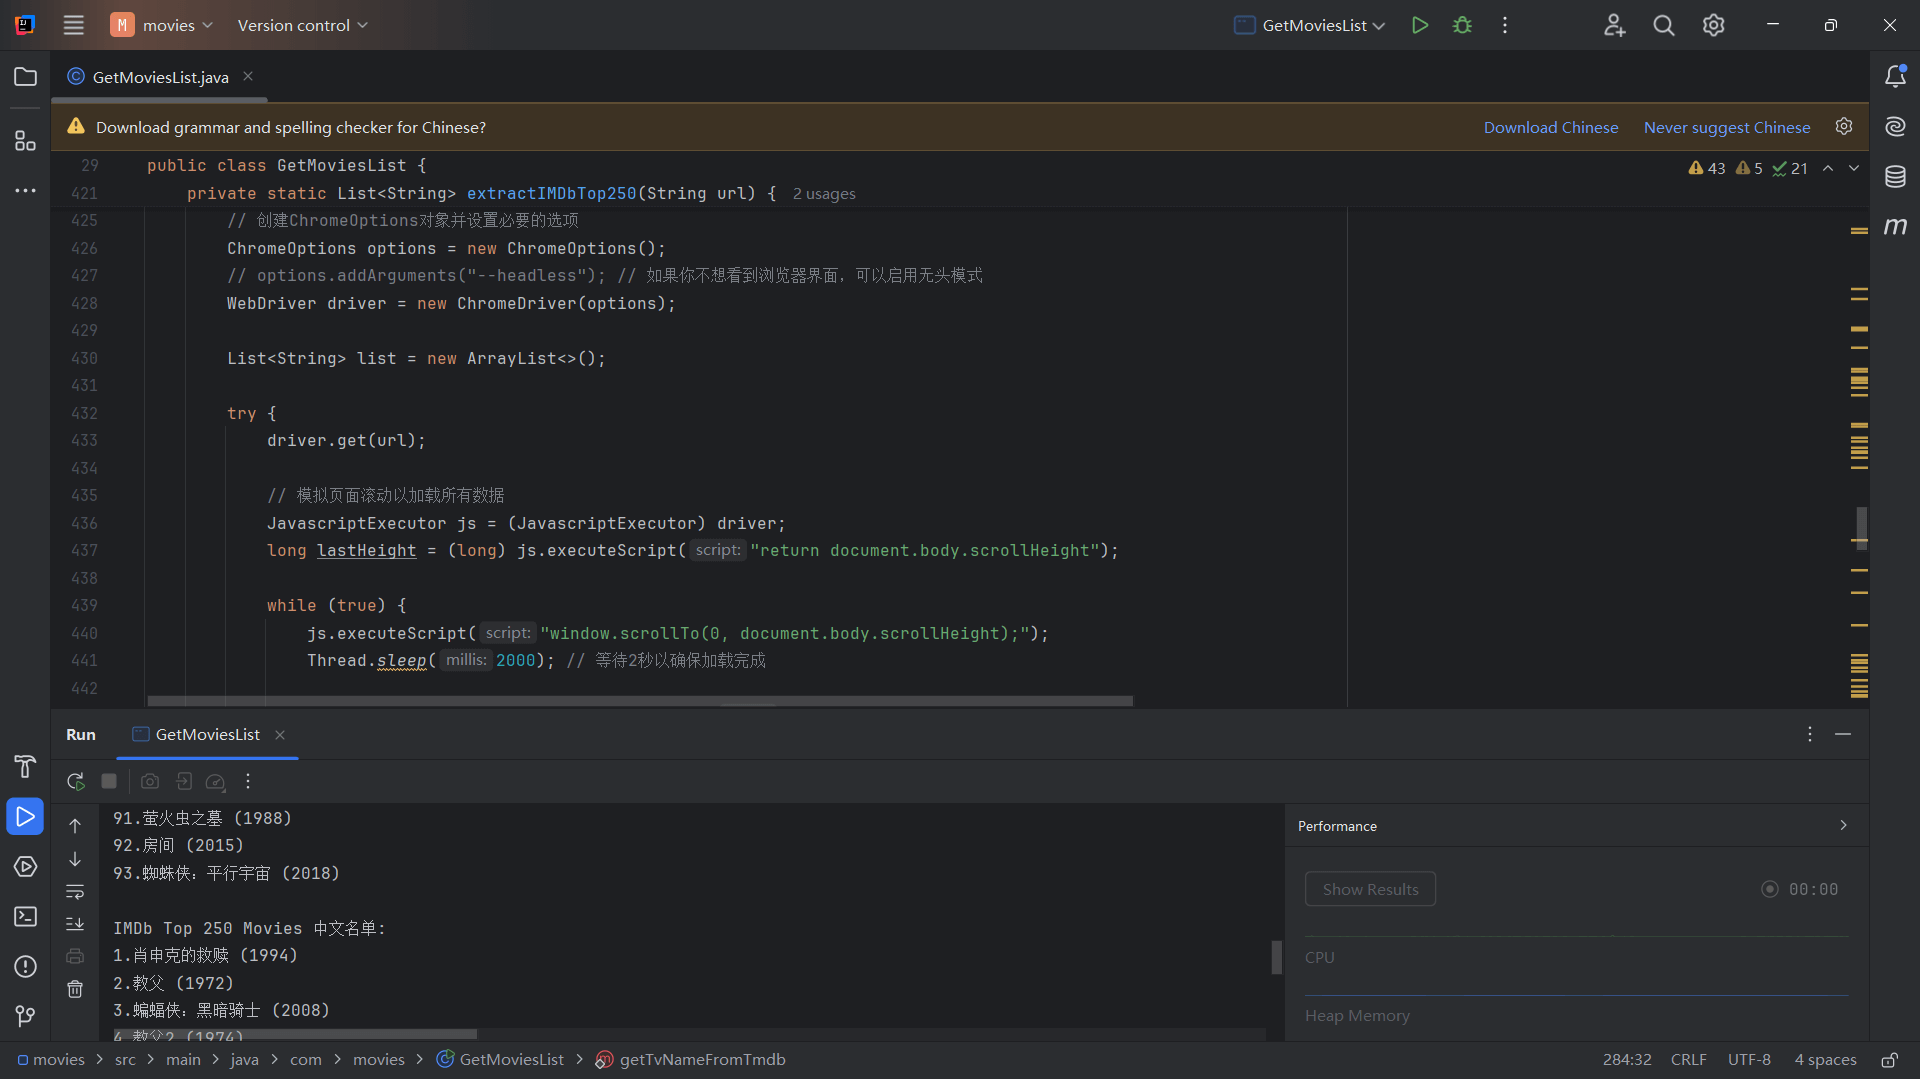 M movies Version control GetMoviesList
GetMoviesList.java
Download grammar and spelling checker for Chinese? Download Chinese Never suggest Chinese
29 public class GetMoviesList { 43 5 21
421 private static List<String> extractIMDbTop250(String url) { 2 usages
425 // 创建ChromeOptions对象并设置必要的选项
426 ChromeOptions options = new ChromeOptions();
427 // options.addArguments("--headless"); // 如果你不想看到浏览器界面，可以启用无头模式
428 WebDriver driver = new ChromeDriver(options);
429
430 List<String> list = new ArrayList<>();
431
432 try {
433 driver.get(url);
434
435 // 模拟页面滚动以加载所有数据
436 JavascriptExecutor js = (JavascriptExecutor) driver;
437 long lastHeight = (long) js.executeScript( script: "return document.body.scrollHeight");
438
439 while (true) {
440 js.executeScript( script: "window.scrollTo(0, document.body.scrollHeight);");
441 Thread.sleep( millis: 2000); // 等待2秒以确保加载完成
442
Run GetMoviesList
91.萤火虫之墓 (1988)
92.房间 (2015)
93.蜘蛛侠：平行宇宙 (2018)
IMDb Top 250 Movies 中文名单:
1.肖申克的救赎 (1994)
2.教父 (1972)
3.蝙蝠侠：黑暗骑士 (2008)
4.教父2 (1974)
Performance
Show Results 00:00
CPU
Heap Memory
movies > src > main > java > com > movies > GetMoviesList > m getTvNameFromTmdb 284:32 CRLF UTF-8 4 spaces